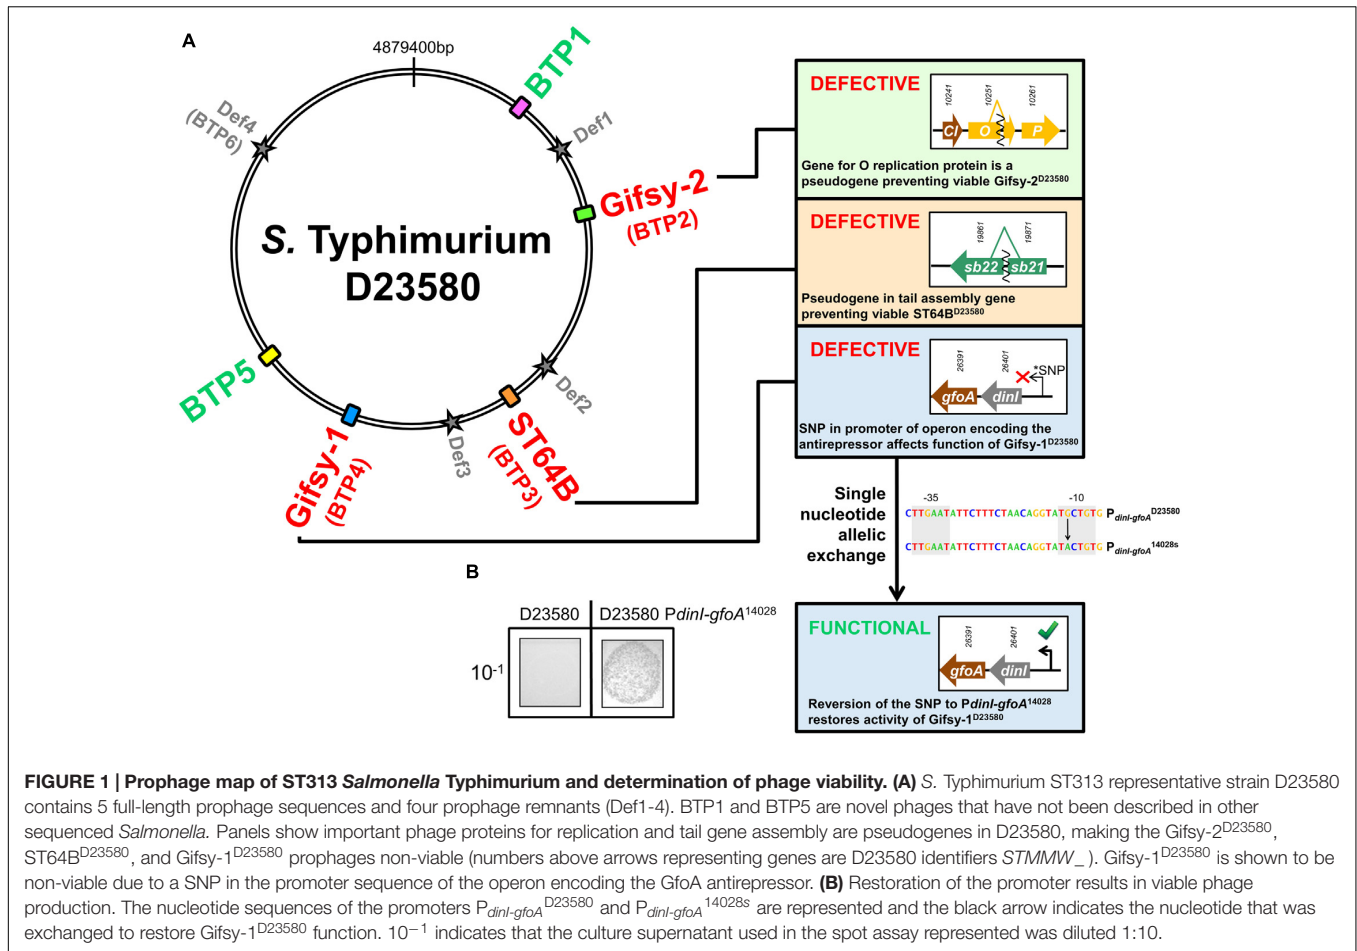 A
4879400bp
BTP1
Def1
Gifsy-2
(BTP2)
Def2
ST64B
(BTP3)
Def3
Gifsy-1
(BTP4)
BTP5
Def4
(BTP6)
S. Typhimurium
D23580
DEFECTIVE
10241
10251
10261
CI
O
P
Gene for O replication protein is a
pseudogene preventing viable Gifsy-2D23580
DEFECTIVE
19861
19871
sb22
sb21
Pseudogene in tail assembly gene
preventing viable ST64BD23580
DEFECTIVE
26391
26401
*SNP
gfoA
dinI
SNP in promoter of operon encoding the
antirepressor affects function of Gifsy-1D23580
Single
nucleotide
allelic
exchange
-35
-10
CTTGAATATTCTTTCTAACAGGTATGCTGTG PdinI-gfoAD23580
CTTGAATATTCTTTCTAACAGGTATACTGTG PdinI-gfoA14028s
FUNCTIONAL
26391
26401
gfoA
dinI
Reversion of the SNP to PdinI-gfoA14028
restores activity of Gifsy-1D23580
B
D23580
D23580 PdinI-gfoA14028
10-1
FIGURE 1 | Prophage map of ST313 Salmonella Typhimurium and determination of phage viability. (A) S. Typhimurium ST313 representative strain D23580
contains 5 full-length prophage sequences and four prophage remnants (Def1-4). BTP1 and BTP5 are novel phages that have not been described in other
sequenced Salmonella. Panels show important phage proteins for replication and tail gene assembly are pseudogenes in D23580, making the Gifsy-2D23580,
ST64BD23580, and Gifsy-1D23580 prophages non-viable (numbers above arrows representing genes are D23580 identifiers STMMW_ ). Gifsy-1D23580 is shown to be
non-viable due to a SNP in the promoter sequence of the operon encoding the GfoA antirepressor. (B) Restoration of the promoter results in viable phage
production. The nucleotide sequences of the promoters PdinI-gfoAD23580 and PdinI-gfoA14028s are represented and the black arrow indicates the nucleotide that was
exchanged to restore Gifsy-1D23580 function. 10−1 indicates that the culture supernatant used in the spot assay represented was diluted 1:10.